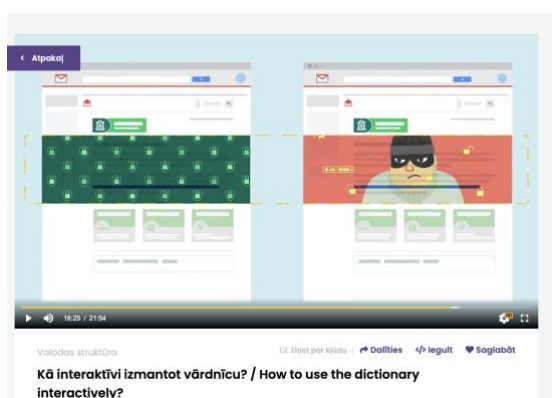 Atpakaļ
18:25 / 21:54
HD
Valodas struktūra
Ziņot par kļūdu
Dalīties
Iegult
Saglabāt
Kā interaktīvi izmantot vārdnīcu? / How to use the dictionary
interactively?